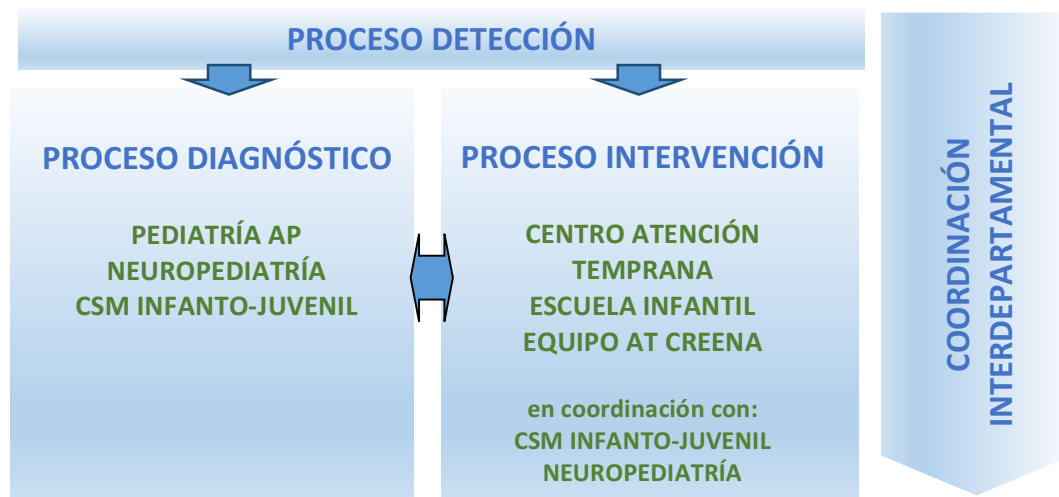 PROCESO DETECCIÓN
PROCESO DIAGNÓSTICO
PEDIATRÍA AP
NEUROPEDIATRÍA
CSM INFANTO-JUVENIL
PROCESO INTERVENCIÓN
CENTRO ATENCIÓN
TEMPRANA
ESCUELA INFANTIL
EQUIPO AT CREENA
en coordinación con:
CSM INFANTO-JUVENIL
NEUROPEDIATRÍA
COORDINACIÓN
INTERDEPARTAMENTAL